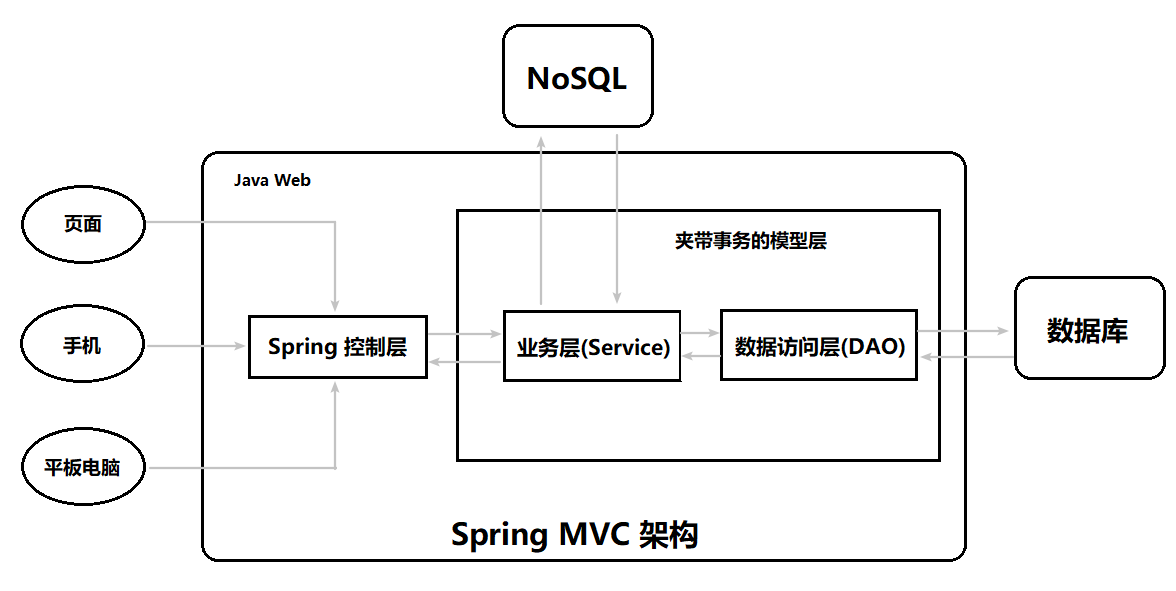 NoSQL
Java Web
页面
夹带事务的模型层
手机
Spring 控制层
业务层(Service)
数据访问层(DAO)
数据库
平板电脑
Spring MVC 架构